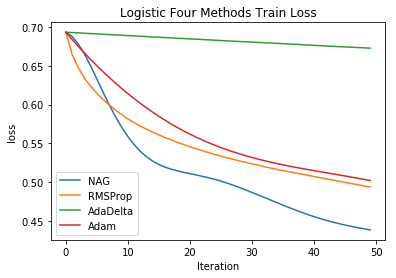 Logistic Four Methods Train Loss
0.70
0.65
0.60
0.55
0.50
0.45
loss
NAG
RMSProp
AdaDelta
Adam
0
10
20
30
40
50
Iteration